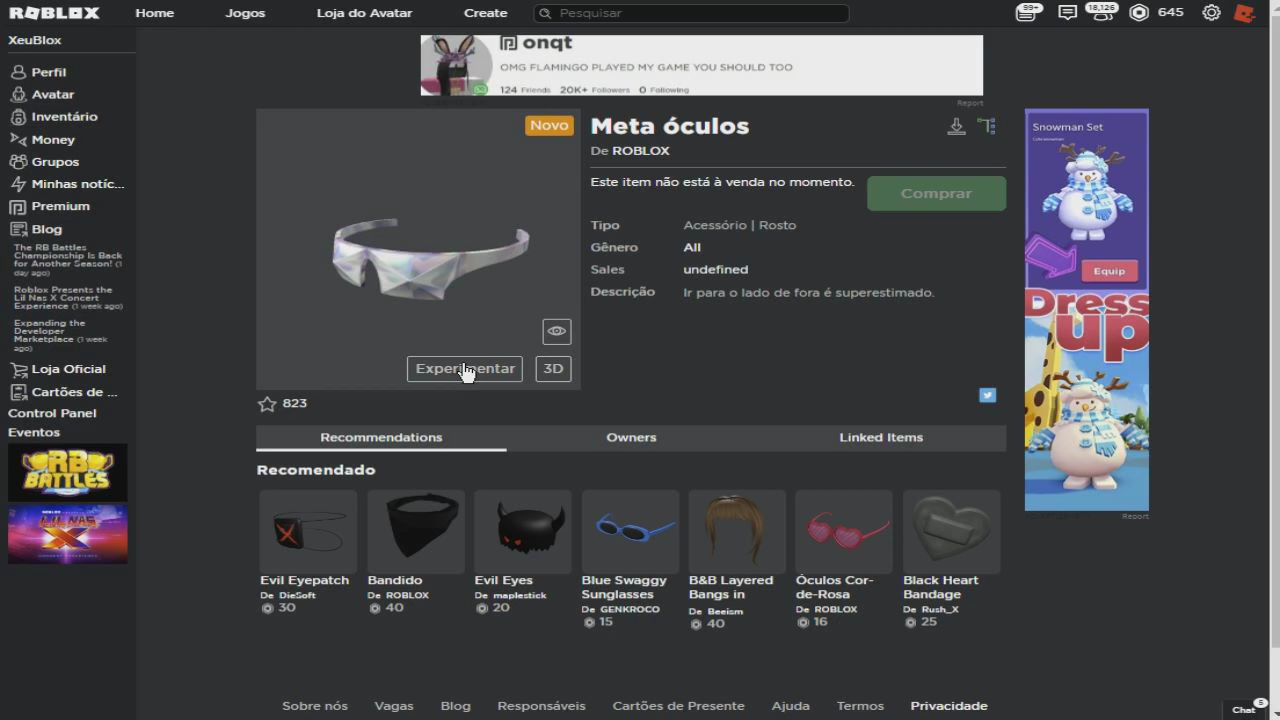 ROBLOX
Home
Jogos
Loja do Avatar
Create
Pesquisar
99+
18,126
645
XeuBlox
Perfil
Avatar
Inventário
Money
Grupos
Minhas notíc...
Premium
Blog
The RB Battles
Championship Is Back
for Another Season! (1
day ago)
Roblox Presents the
Lil Nas X Concert
Experience (1 week ago)
Expanding the
Developer
Marketplace (1 week
ago)
Loja Oficial
Cartões de ...
Control Panel
Eventos
RB
BATTLES
LIL NAS
X
onqt
OMG FLAMINGO PLAYED MY GAME YOU SHOULD TOO
124 Friends 20K+ Followers 0 Following
Report
Novo
Experimentar
3D
823
Meta óculos
De ROBLOX
Este item não está à venda no momento.
Comprar
Tipo Acessório | Rosto
Gênero All
Sales undefined
Descrição Ir para o lado de fora é superestimado.
Recommendations
Owners
Linked Items
Recomendado
Evil Eyepatch
De DieSoft
30
Bandido
De ROBLOX
40
Evil Eyes
De maplestick
20
Blue Swaggy
Sunglasses
De GENKROCO
15
B&B Layered
Bangs in
De Beeism
40
Óculos Cor-
de-Rosa
De ROBLOX
16
Black Heart
Bandage
De Rush_X
25
Snowman Set
Equip
Dress
up
Report
Sobre nós
Vagas
Blog
Responsáveis
Cartões de Presente
Ajuda
Termos
Privacidade
Chat
5